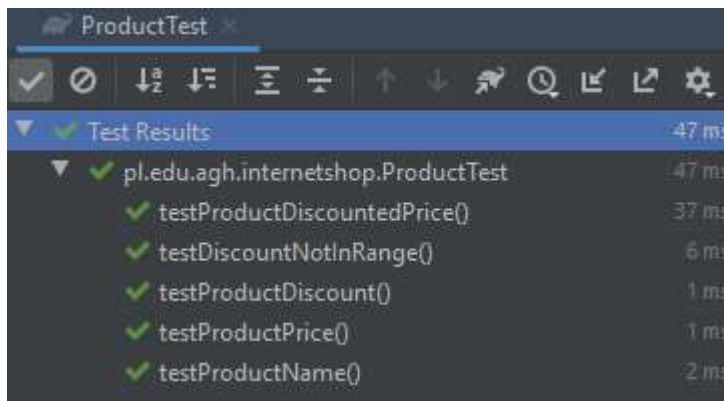 ProductTest
Test Results 47 ms
pl.edu.agh.internetshop.ProductTest 47 ms
testProductDiscountedPrice() 37 ms
testDiscountNotInRange() 6 ms
testProductDiscount() 1 ms
testProductPrice() 1 ms
testProductName() 2 ms